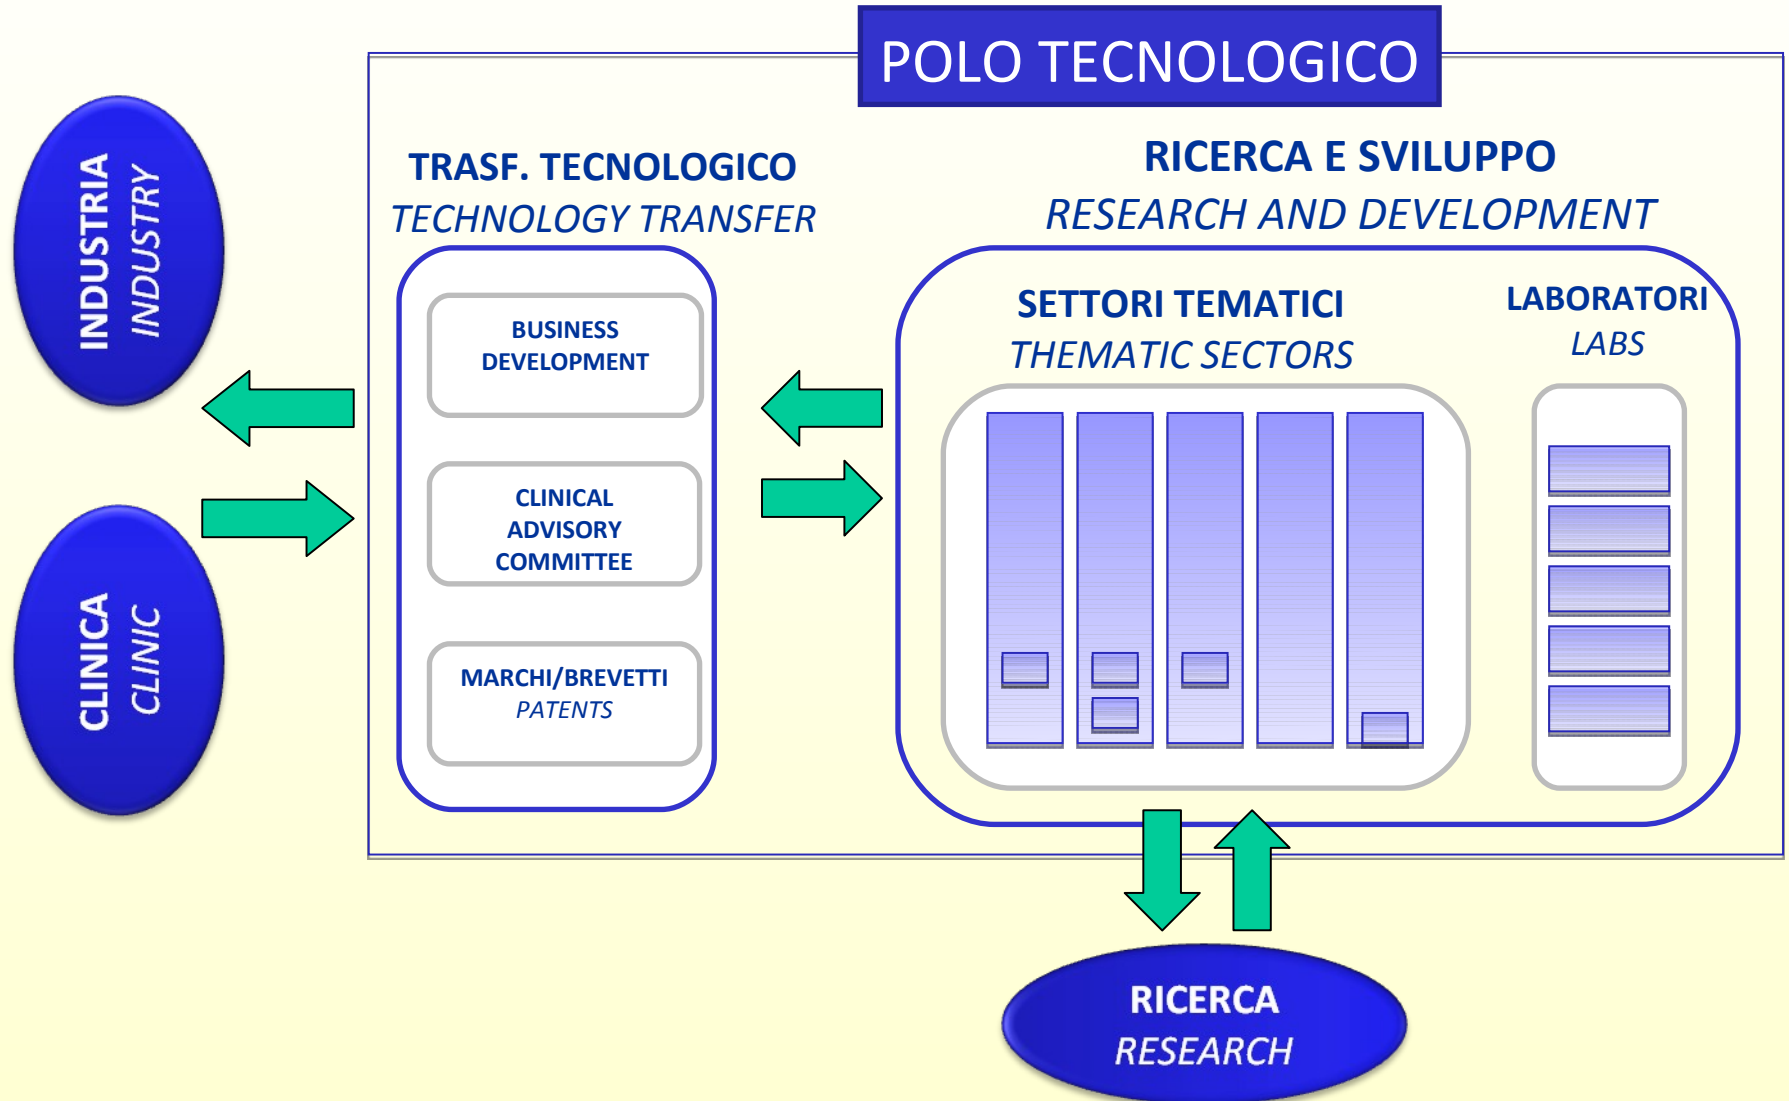 POLO TECNOLOGICO
INDUSTRIA
INDUSTRY
CLINICA
CLINIC
TRASF. TECNOLOGICO
TECHNOLOGY TRANSFER
BUSINESS
DEVELOPMENT
CLINICAL
ADVISORY
COMMITTEE
MARCHI/BREVETTI
PATENTS
RICERCA E SVILUPPO
RESEARCH AND DEVELOPMENT
SETTORI TEMATICI
THEMATIC SECTORS
LABORATORI
LABS
RICERCA
RESEARCH